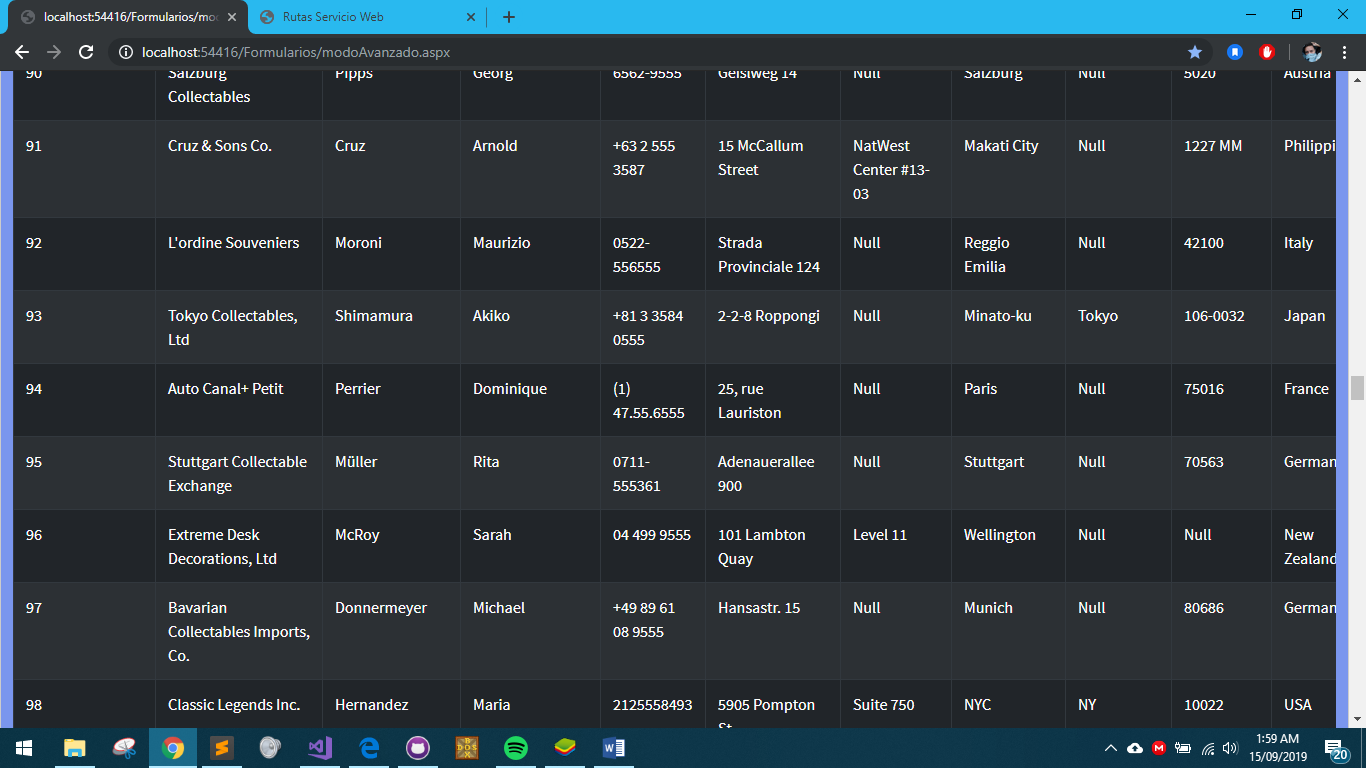 localhost:54416/Formularios/mo
Rutas Servicio Web
localhost:54416/Formularios/modoAvanzado.aspx
90 Salzburg Pipps Georg 6562-9555 Geislweg 14 Null Salzburg Null 5020 Austria
Collectables
91 Cruz & Sons Co. Cruz Arnold +63 2 555 15 McCallum NatWest Makati City Null 1227 MM Philippi
3587 Street Center #13-
03
92 L'ordine Souveniers Moroni Maurizio 0522- Strada Null Reggio Null 42100 Italy
556555 Provinciale 124 Emilia
93 Tokyo Collectables, Shimamura Akiko +81 3 3584 2-2-8 Roppongi Null Minato-ku Tokyo 106-0032 Japan
Ltd 0555
94 Auto Canal+ Petit Perrier Dominique (1) 25, rue Null Paris Null 75016 France
47.55.6555 Lauriston
95 Stuttgart Collectable Müller Rita 0711- Adenauerallee Null Stuttgart Null 70563 German
Exchange 555361 900
96 Extreme Desk McRoy Sarah 04 499 9555 101 Lambton Level 11 Wellington Null Null New
Decorations, Ltd Quay Zealand
97 Bavarian Donnermeyer Michael +49 89 61 Hansastr. 15 Null Munich Null 80686 German
Collectables Imports, 08 9555
Co.
98 Classic Legends Inc. Hernandez Maria 2125558493 5905 Pompton Suite 750 NYC NY 10022 USA
St.
1:59 AM
15/09/2019
20